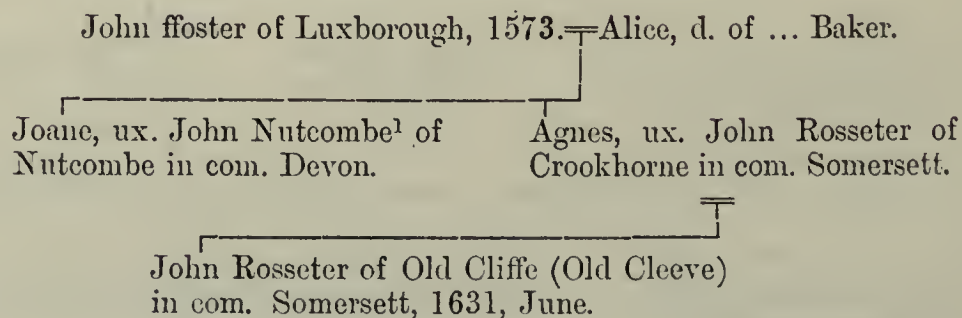 John ffoster of Luxborough, 1573.=Alice, d. of ... Baker.
Joane, ux. John Nutcombe¹ of
Nutcombe in com. Devon.
Agnes, ux. John Rosseter of
Crookhorne in com. Somersett.
John Rosseter of Old Cliffe (Old Cleeve)
in com. Somersett, 1631, June.